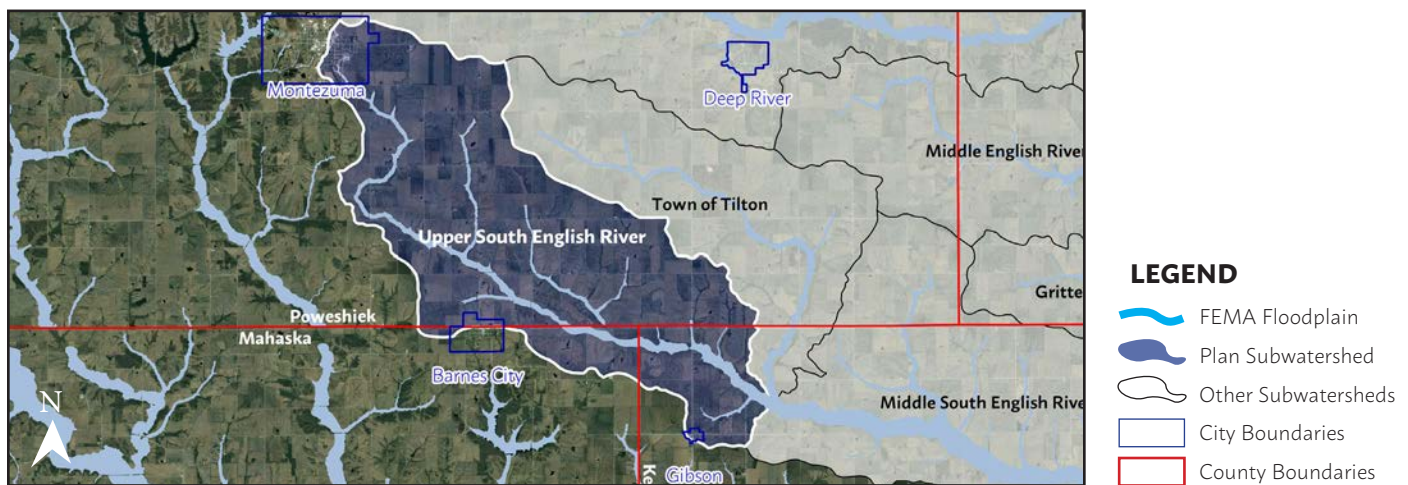 Montezuma
Deep River
Middle English River
Town of Tilton
Upper South English River
Gritte
Poweshiek
Mahaska
Barnes City
Middle South English Rive
N
Ke
Gibson
LEGEND
FEMA Floodplain
Plan Subwatershed
Other Subwatersheds
City Boundaries
County Boundaries